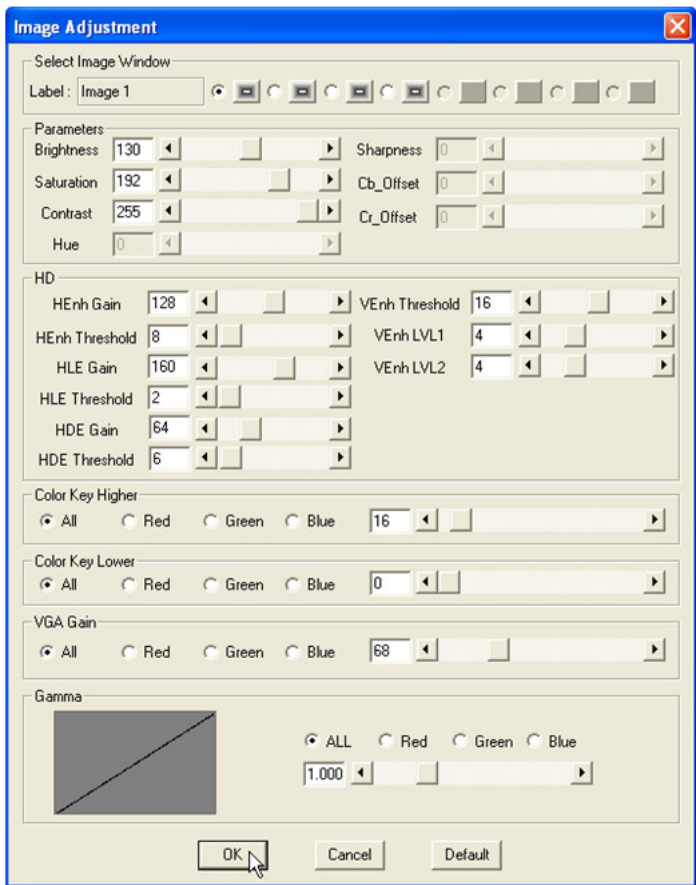 Image Adjustment
Select Image Window
Label : Image 1
Parameters
Brightness 130 Sharpness 0
Saturation 192 Cb_Offset 0
Contrast 255 Cr_Offset 0
Hue 0
HD
HEnh Gain 128 VEnh Threshold 16
HEnh Threshold 8 VEnh LVL1 4
HLE Gain 160 VEnh LVL2 4
HLE Threshold 2
HDE Gain 64
HDE Threshold 6
Color Key Higher
All Red Green Blue 16
Color Key Lower
All Red Green Blue 0
VGA Gain
All Red Green Blue 68
Gamma
ALL Red Green Blue
1.000
OK Cancel Default